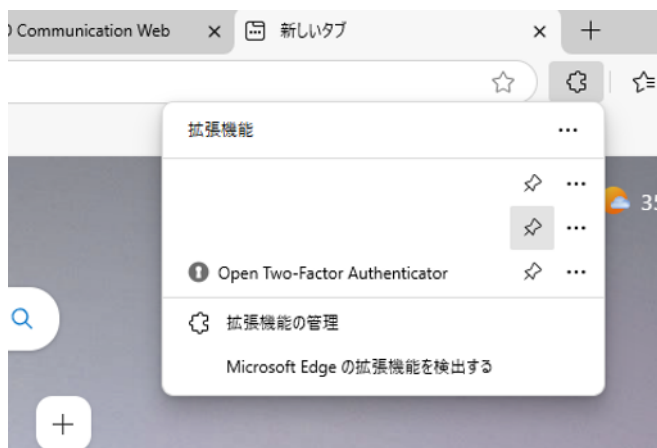 Communication Web
新しいタブ
拡張機能
Open Two-Factor Authenticator
拡張機能の管理
Microsoft Edge の拡張機能を検出する